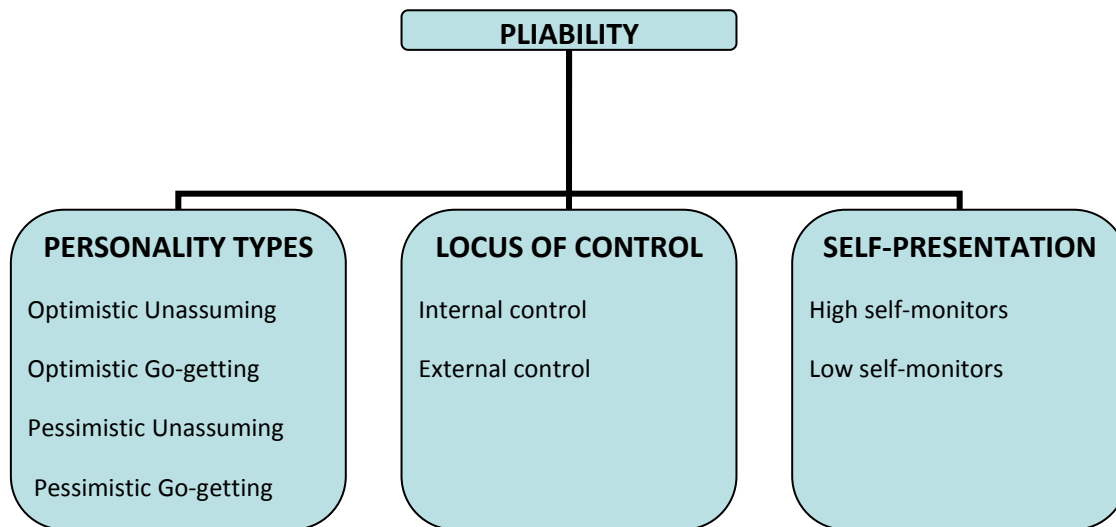 PLIABILITY
PERSONALITY TYPES
Optimistic Unassuming
Optimistic Go-getting
Pessimistic Unassuming
Pessimistic Go-getting
LOCUS OF CONTROL
Internal control
External control
SELF-PRESENTATION
High self-monitors
Low self-monitors